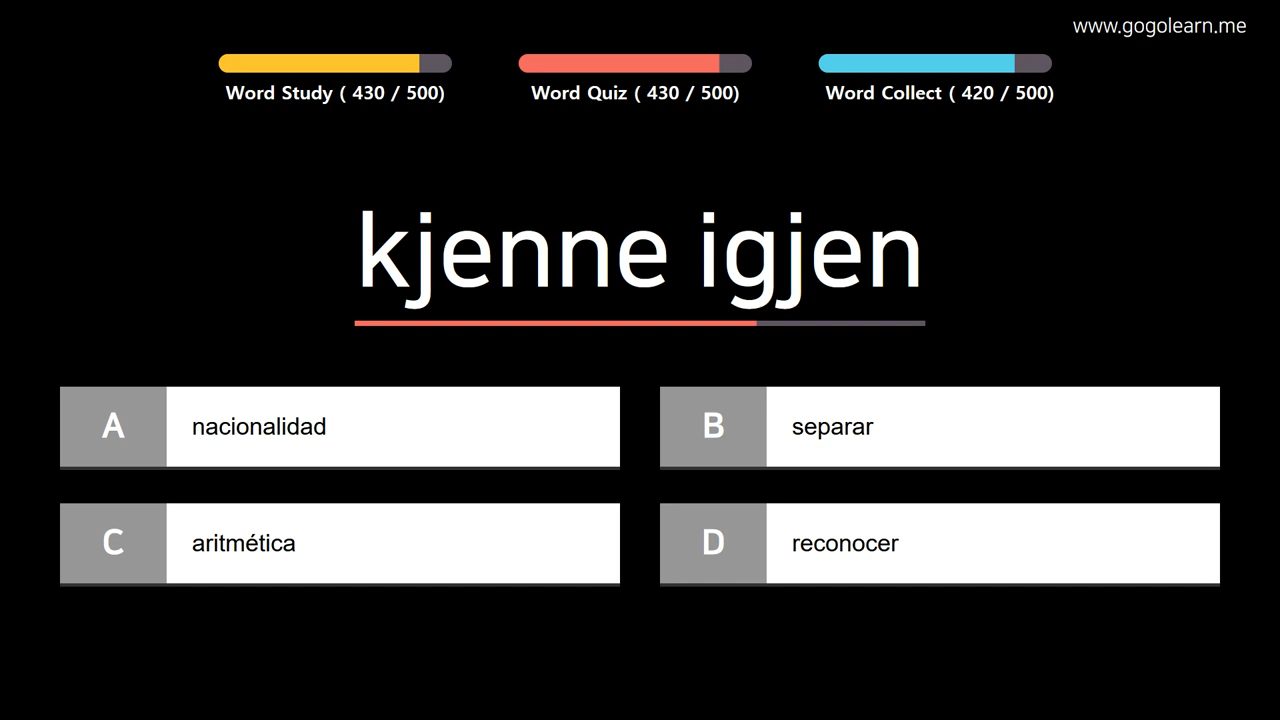 www.gogolearn.me
Word Study ( 430 / 500)
Word Quiz ( 430 / 500)
Word Collect ( 420 / 500)
kjenne igjen
A
nacionalidad
B
separar
C
aritmética
D
reconocer